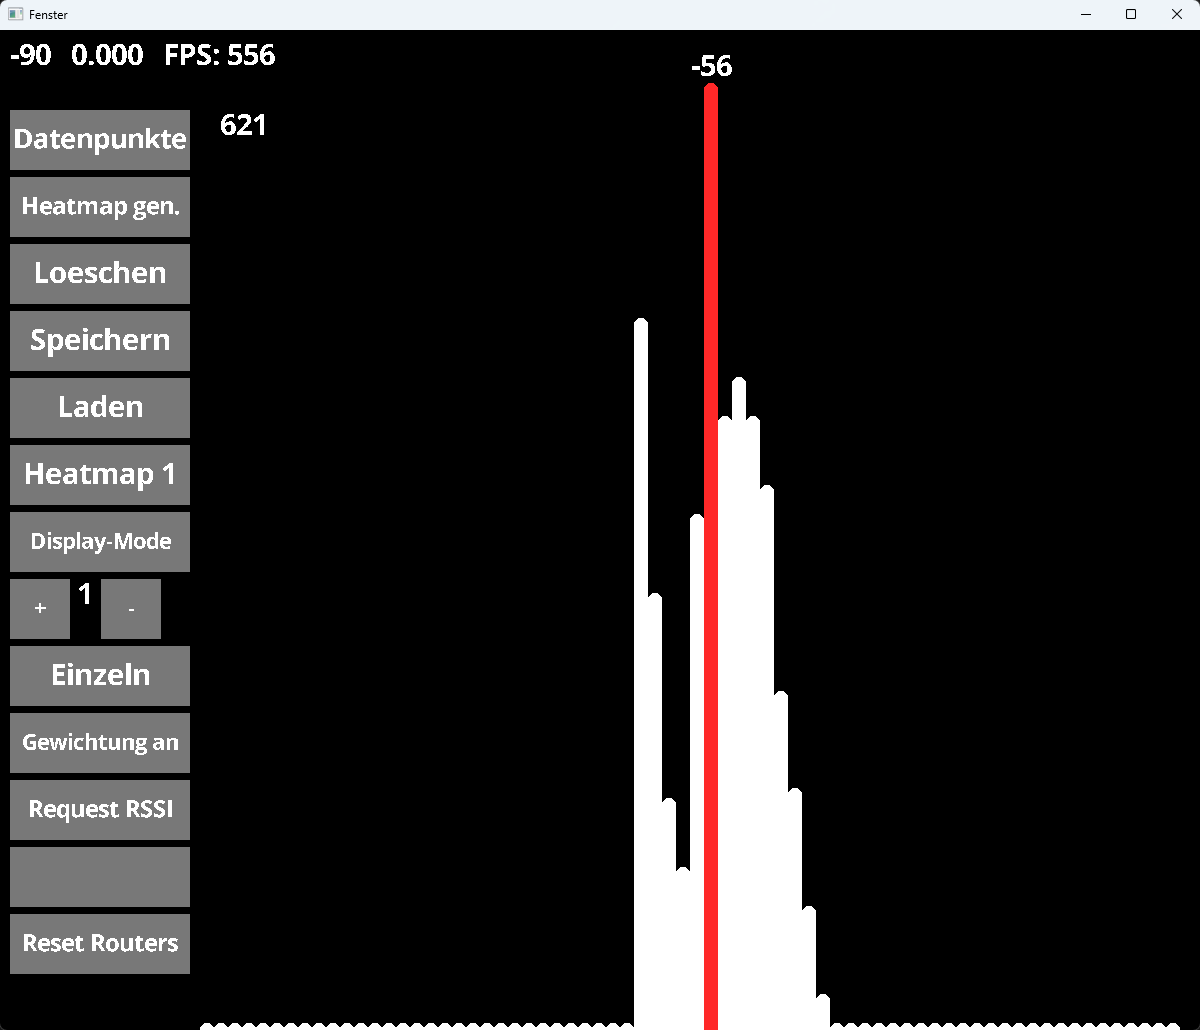 Fenster
-90 0.000 FPS: 556
-56
621
Datenpunkte
Heatmap gen.
Loeschen
Speichern
Laden
Heatmap 1
Display-Mode
+ 1 -
Einzeln
Gewichtung an
Request RSSI
Reset Routers